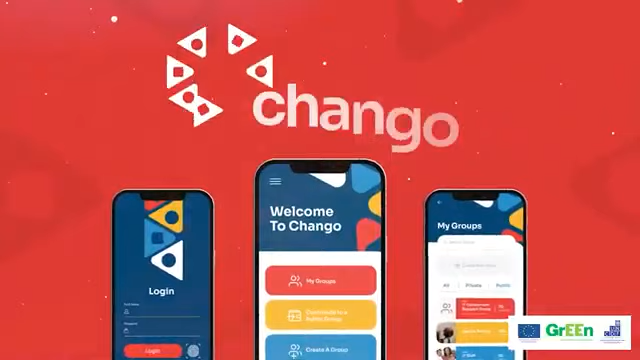 chango
Login
Login
Welcome
To Chango
My Groups
Create A Group
My Groups
All
Private
Public
GrEEn